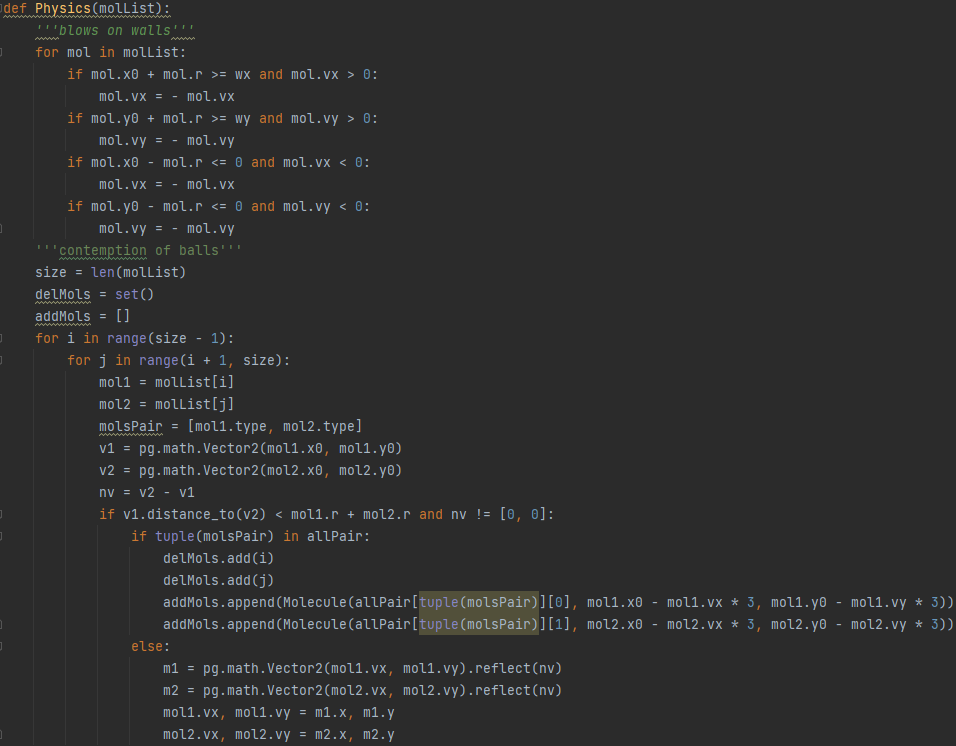 def Physics(molList):
    '''blows on walls'''
    for mol in molList:
        if mol.x0 + mol.r >= wx and mol.vx > 0:
            mol.vx = - mol.vx
        if mol.y0 + mol.r >= wy and mol.vy > 0:
            mol.vy = - mol.vy
        if mol.x0 - mol.r <= 0 and mol.vx < 0:
            mol.vx = - mol.vx
        if mol.y0 - mol.r <= 0 and mol.vy < 0:
            mol.vy = - mol.vy
    '''contemption of balls'''
    size = len(molList)
    delMols = set()
    addMols = []
    for i in range(size - 1):
        for j in range(i + 1, size):
            mol1 = molList[i]
            mol2 = molList[j]
            molsPair = [mol1.type, mol2.type]
            v1 = pg.math.Vector2(mol1.x0, mol1.y0)
            v2 = pg.math.Vector2(mol2.x0, mol2.y0)
            nv = v2 - v1
            if v1.distance_to(v2) < mol1.r + mol2.r and nv != [0, 0]:
                if tuple(molsPair) in allPair:
                    delMols.add(i)
                    delMols.add(j)
                    addMols.append(Molecule(allPair[tuple(molsPair)][0], mol1.x0 - mol1.vx * 3, mol1.y0 - mol1.vy * 3))
                    addMols.append(Molecule(allPair[tuple(molsPair)][1], mol2.x0 - mol2.vx * 3, mol2.y0 - mol2.vy * 3))
                else:
                    m1 = pg.math.Vector2(mol1.vx, mol1.vy).reflect(nv)
                    m2 = pg.math.Vector2(mol2.vx, mol2.vy).reflect(nv)
                    mol1.vx, mol1.vy = m1.x, m1.y
                    mol2.vx, mol2.vy = m2.x, m2.y